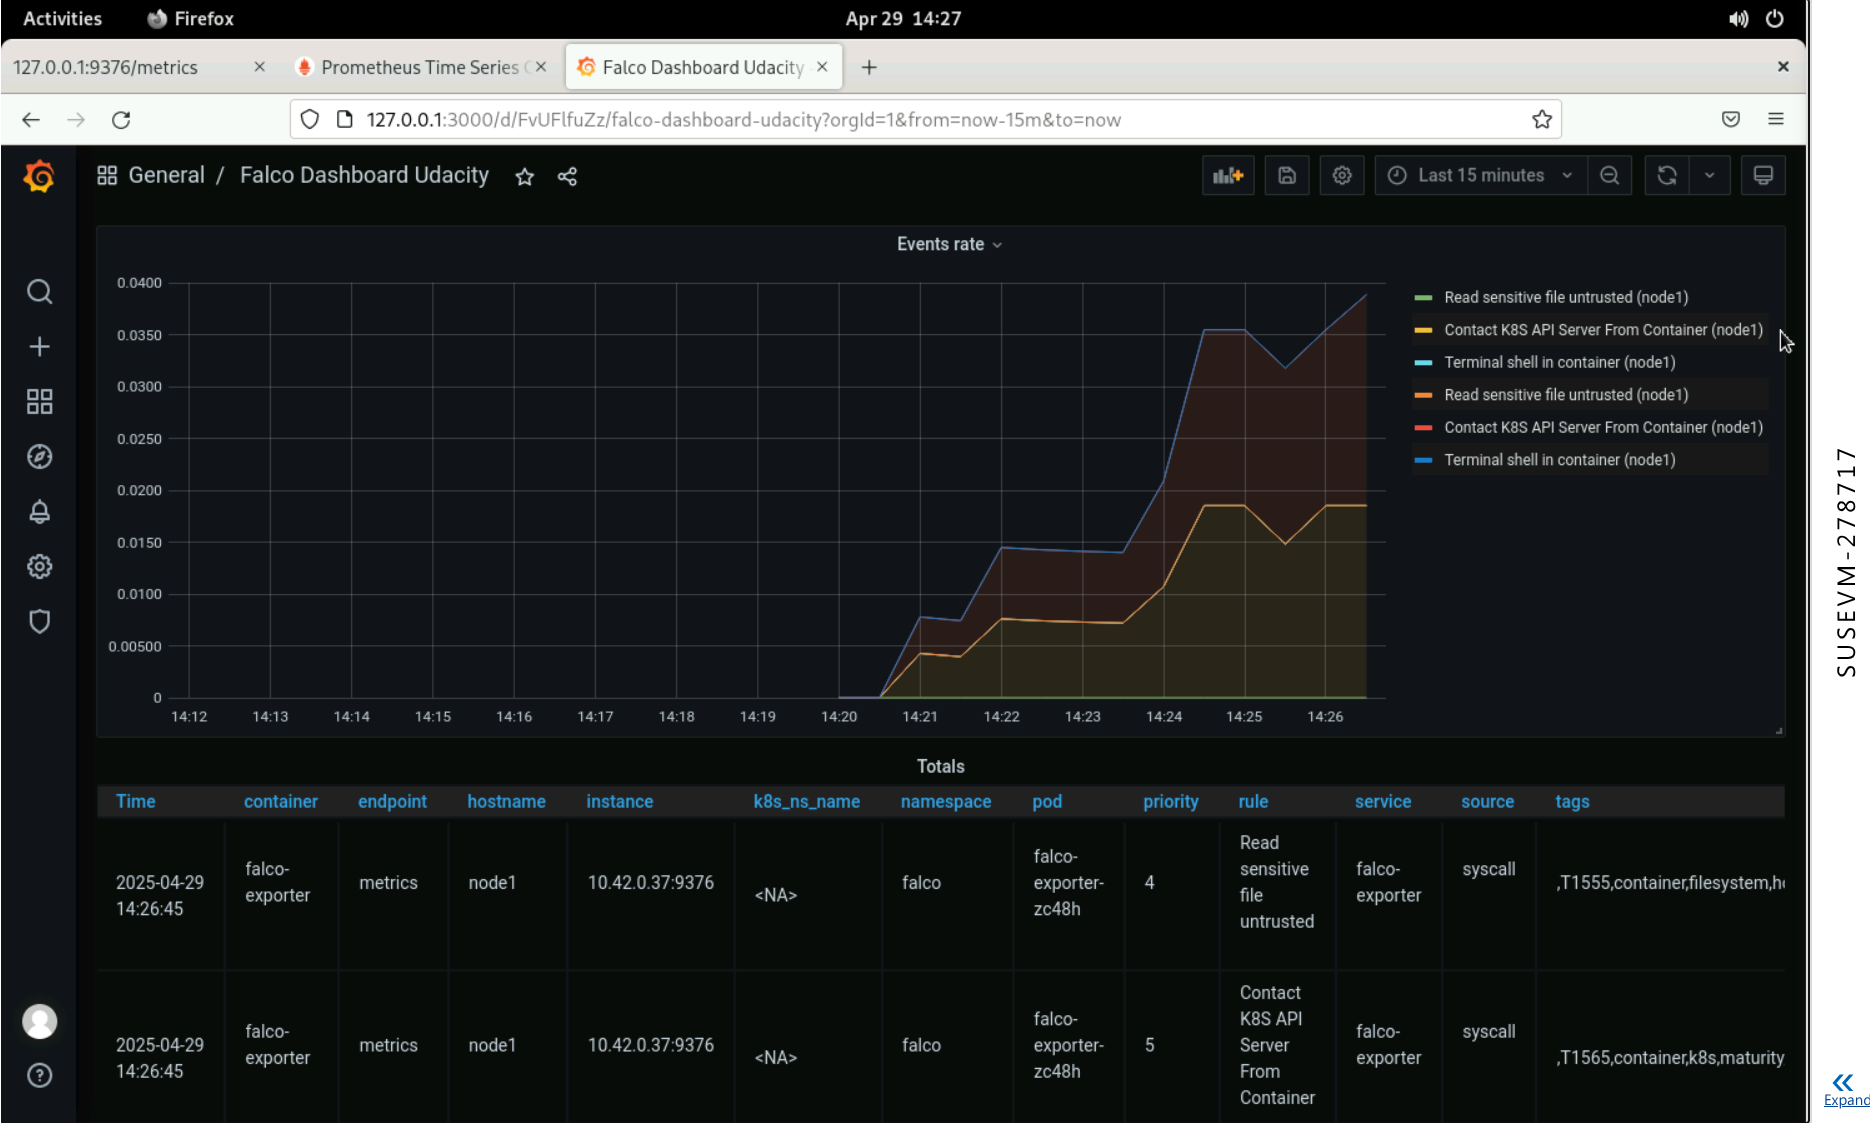 Activities Firefox Apr 29 14:27
127.0.0.1:9376/metrics × Prometheus Time Series × Falco Dashboard Udacity × +
127.0.0.1:3000/d/FvUFlfuZz/falco-dashboard-udacity?orgId=1&from=now-15m&to=now
General / Falco Dashboard Udacity Last 15 minutes
Events rate
0.0400
0.0350
0.0300
0.0250
0.0200
0.0150
0.0100
0.00500
0
14:12 14:13 14:14 14:15 14:16 14:17 14:18 14:19 14:20 14:21 14:22 14:23 14:24 14:25 14:26
Read sensitive file untrusted (node1)
Contact K8S API Server From Container (node1)
Terminal shell in container (node1)
Read sensitive file untrusted (node1)
Contact K8S API Server From Container (node1)
Terminal shell in container (node1)
Totals
Time container endpoint hostname instance k8s_ns_name namespace pod priority rule service source tags
2025-04-29
14:26:45
falco-
exporter
metrics
node1
10.42.0.37:9376
<NA>
falco
falco-
exporter-
zc48h
4
Read
sensitive
file
untrusted
falco-
exporter
syscall
,T1555,container,filesystem,ho
2025-04-29
14:26:45
falco-
exporter
metrics
node1
10.42.0.37:9376
<NA>
falco
falco-
exporter-
zc48h
5
Contact
K8S API
Server
From
Container
falco-
exporter
syscall
,T1565,container,k8s,maturity
SUSEVM-278717
Expand